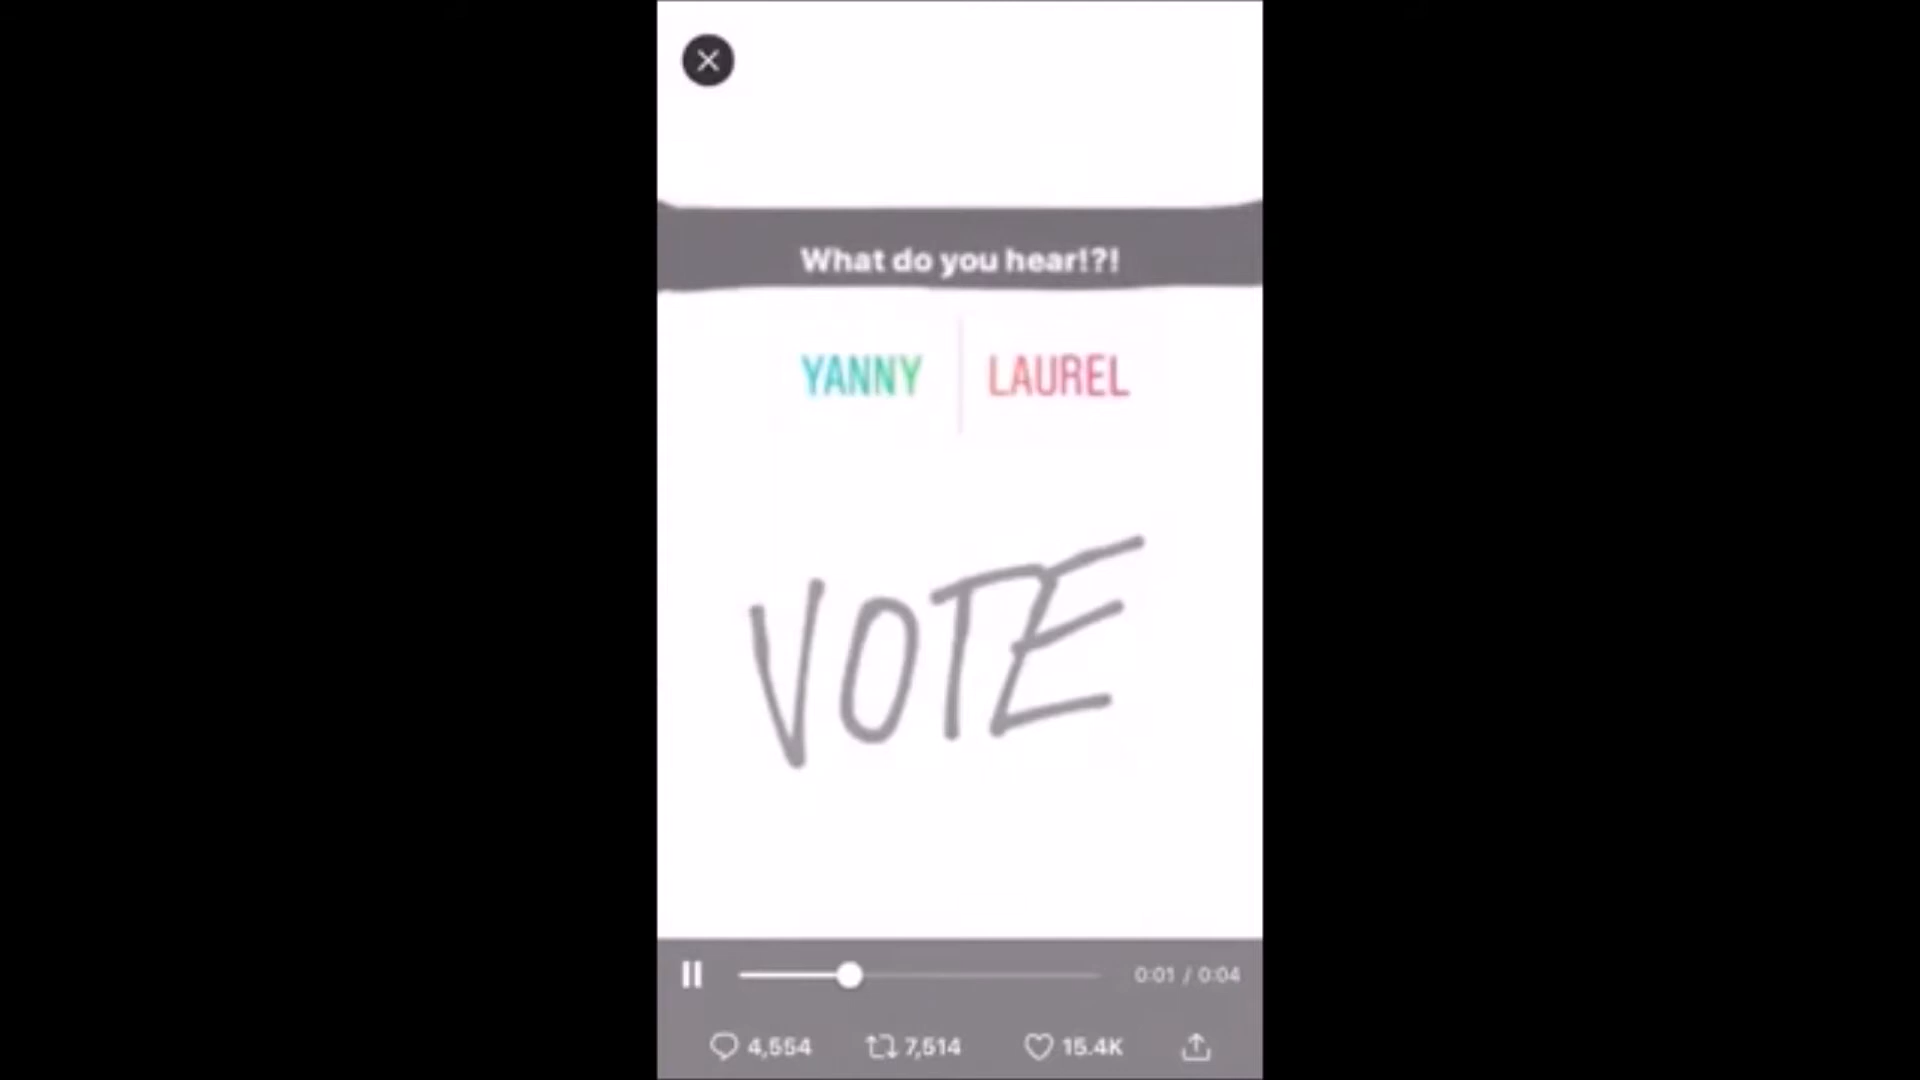 What do you hear!?!
YANNY LAUREL
VOTE
0:01 / 0:04
4,554 7,514 15.4K